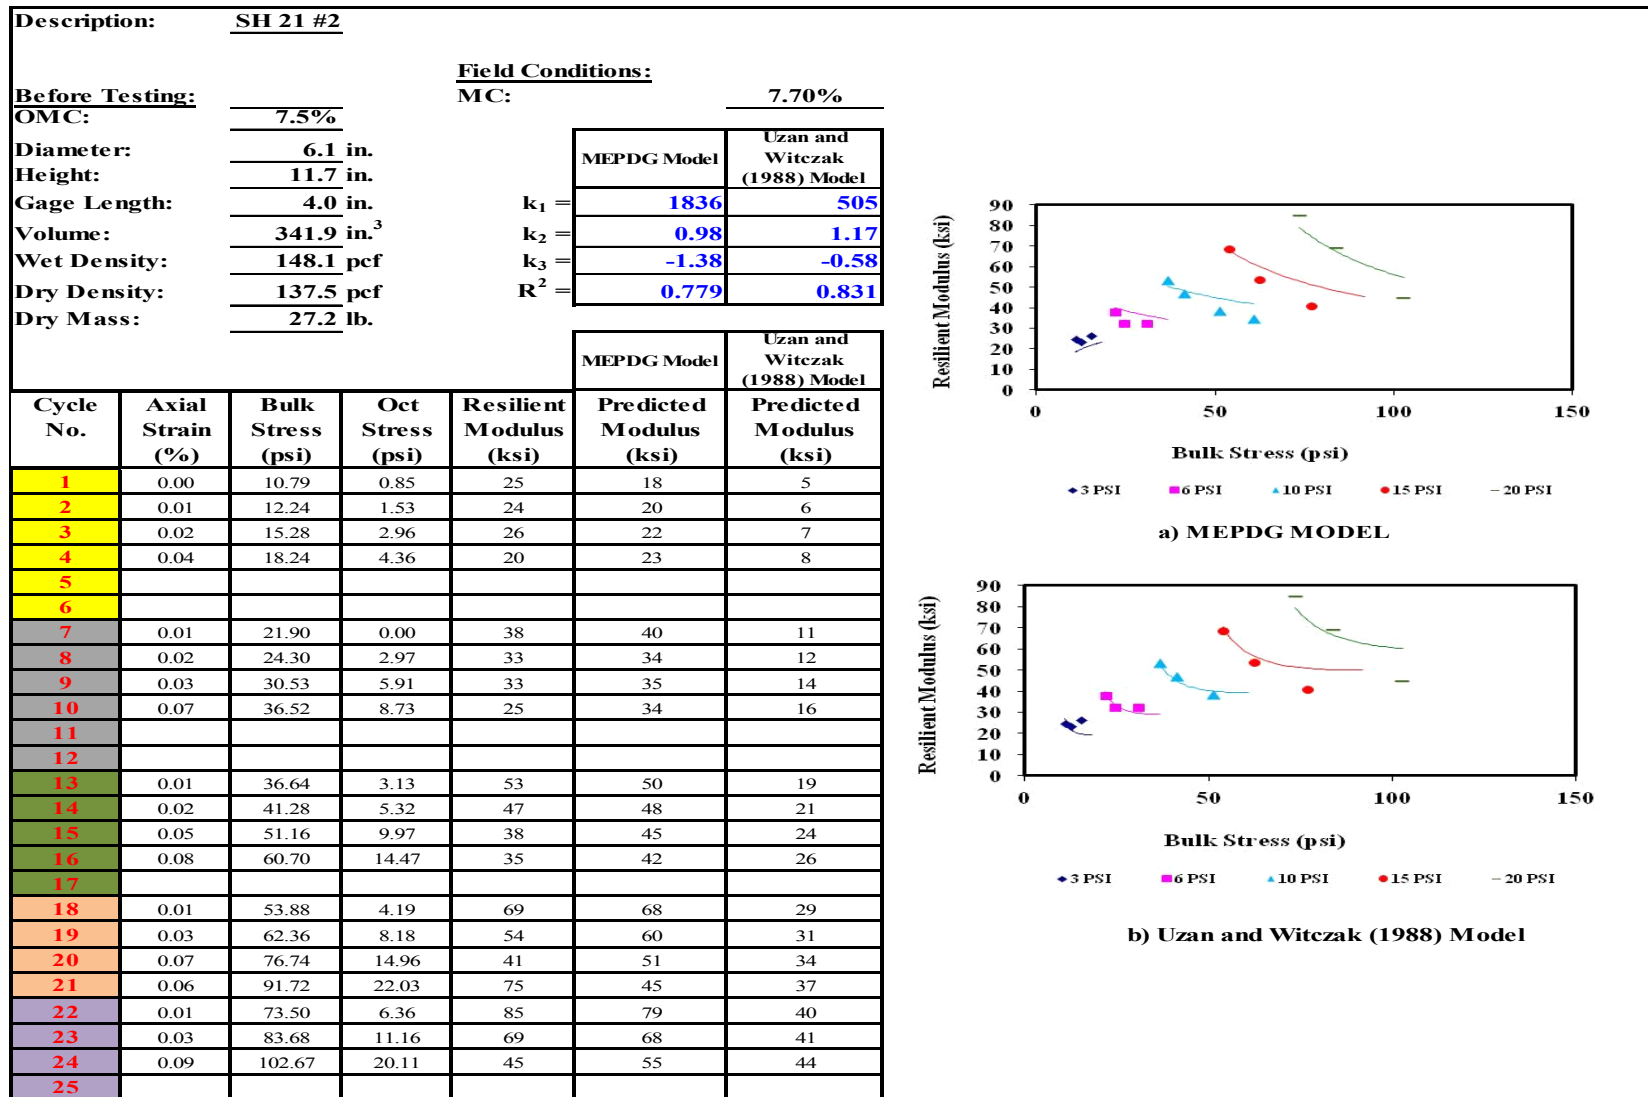 Description: SH 21 #2
Field Conditions:
Before Testing: MC: 7.70%
OMC: 7.5%
Diameter: 6.1 in.
Height: 11.7 in.
Gage Length: 4.0 in.
Volume: 341.9 in.³
Wet Density: 148.1 pcf
Dry Density: 137.5 pcf
Dry Mass: 27.2 lb.
MEPDG Model Uzan and Witczak (1988) Model
k₁ = 1836 505
k₂ = 0.98 1.17
k₃ = -1.38 -0.58
R² = 0.779 0.831
MEPDG Model Uzan and Witczak (1988) Model
Cycle No. Axial Strain (%) Bulk Stress (psi) Oct Stress (psi) Resilient Modulus (ksi) Predicted Modulus (ksi) Predicted Modulus (ksi)
1 0.00 10.79 0.85 25 18 5
2 0.01 12.24 1.53 24 20 6
3 0.02 15.28 2.96 26 22 7
4 0.04 18.24 4.36 20 23 8
5
6
7 0.01 21.90 0.00 38 40 11
8 0.02 24.30 2.97 33 34 12
9 0.03 30.53 5.91 33 35 14
10 0.07 36.52 8.73 25 34 16
11
12
13 0.01 36.64 3.13 53 50 19
14 0.02 41.28 5.32 47 48 21
15 0.05 51.16 9.97 38 45 24
16 0.08 60.70 14.47 35 42 26
17
18 0.01 53.88 4.19 69 68 29
19 0.03 62.36 8.18 54 60 31
20 0.07 76.74 14.96 41 51 34
21 0.06 91.72 22.03 75 45 37
22 0.01 73.50 6.36 85 79 40
23 0.03 83.68 11.16 69 68 41
24 0.09 102.67 20.11 45 55 44
25
Resilient Modulus (ksi)
90
80
70
60
50
40
30
20
10
0
0 50 100 150
Bulk Stress (psi)
3 PSI 6 PSI 10 PSI 15 PSI 20 PSI
a) MEPDG MODEL
Resilient Modulus (ksi)
90
80
70
60
50
40
30
20
10
0
0 50 100 150
Bulk Stress (psi)
3 PSI 6 PSI 10 PSI 15 PSI 20 PSI
b) Uzan and Witczak (1988) Model